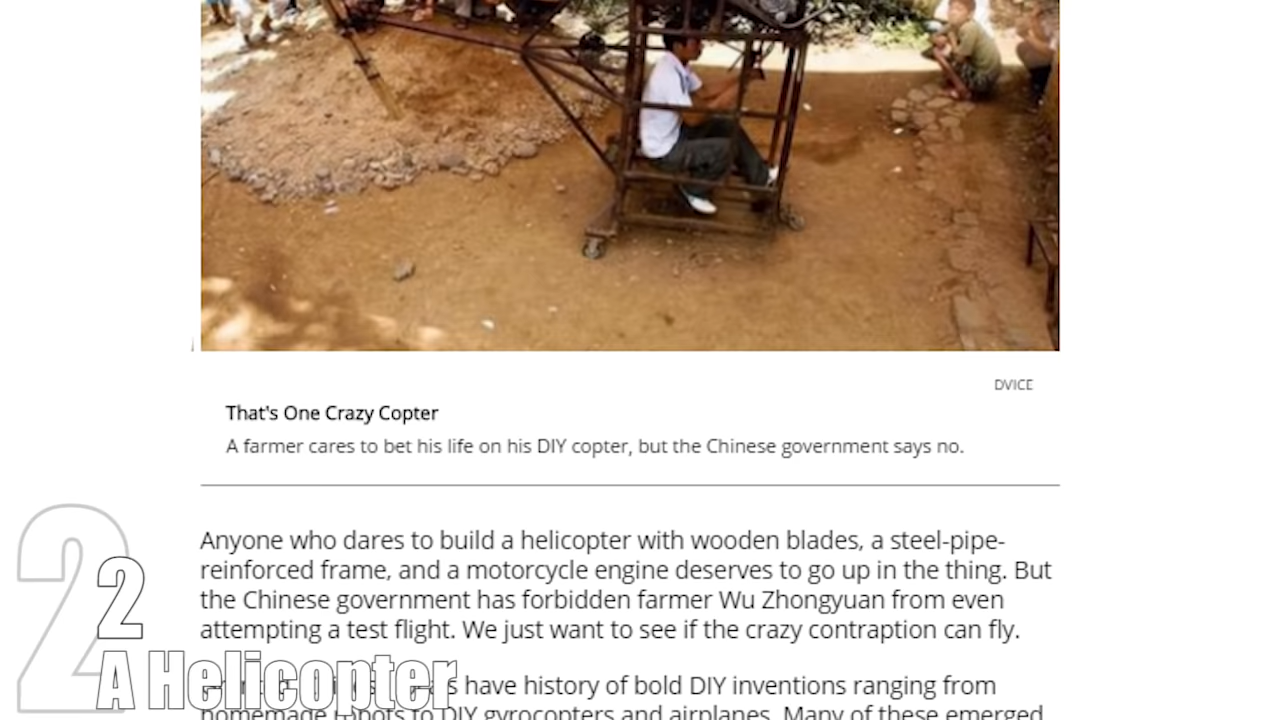 DVICE
That's One Crazy Copter
A farmer cares to bet his life on his DIY copter, but the Chinese government says no.
Anyone who dares to build a helicopter with wooden blades, a steel-pipe-
reinforced frame, and a motorcycle engine deserves to go up in the thing. But
the Chinese government has forbidden farmer Wu Zhongyuan from even
attempting a test flight. We just want to see if the crazy contraption can fly.
have history of bold DIY inventions ranging from
homemade robots to DIY gyrocopters and airplanes. Many of these emerged
2
2
A Helicopter